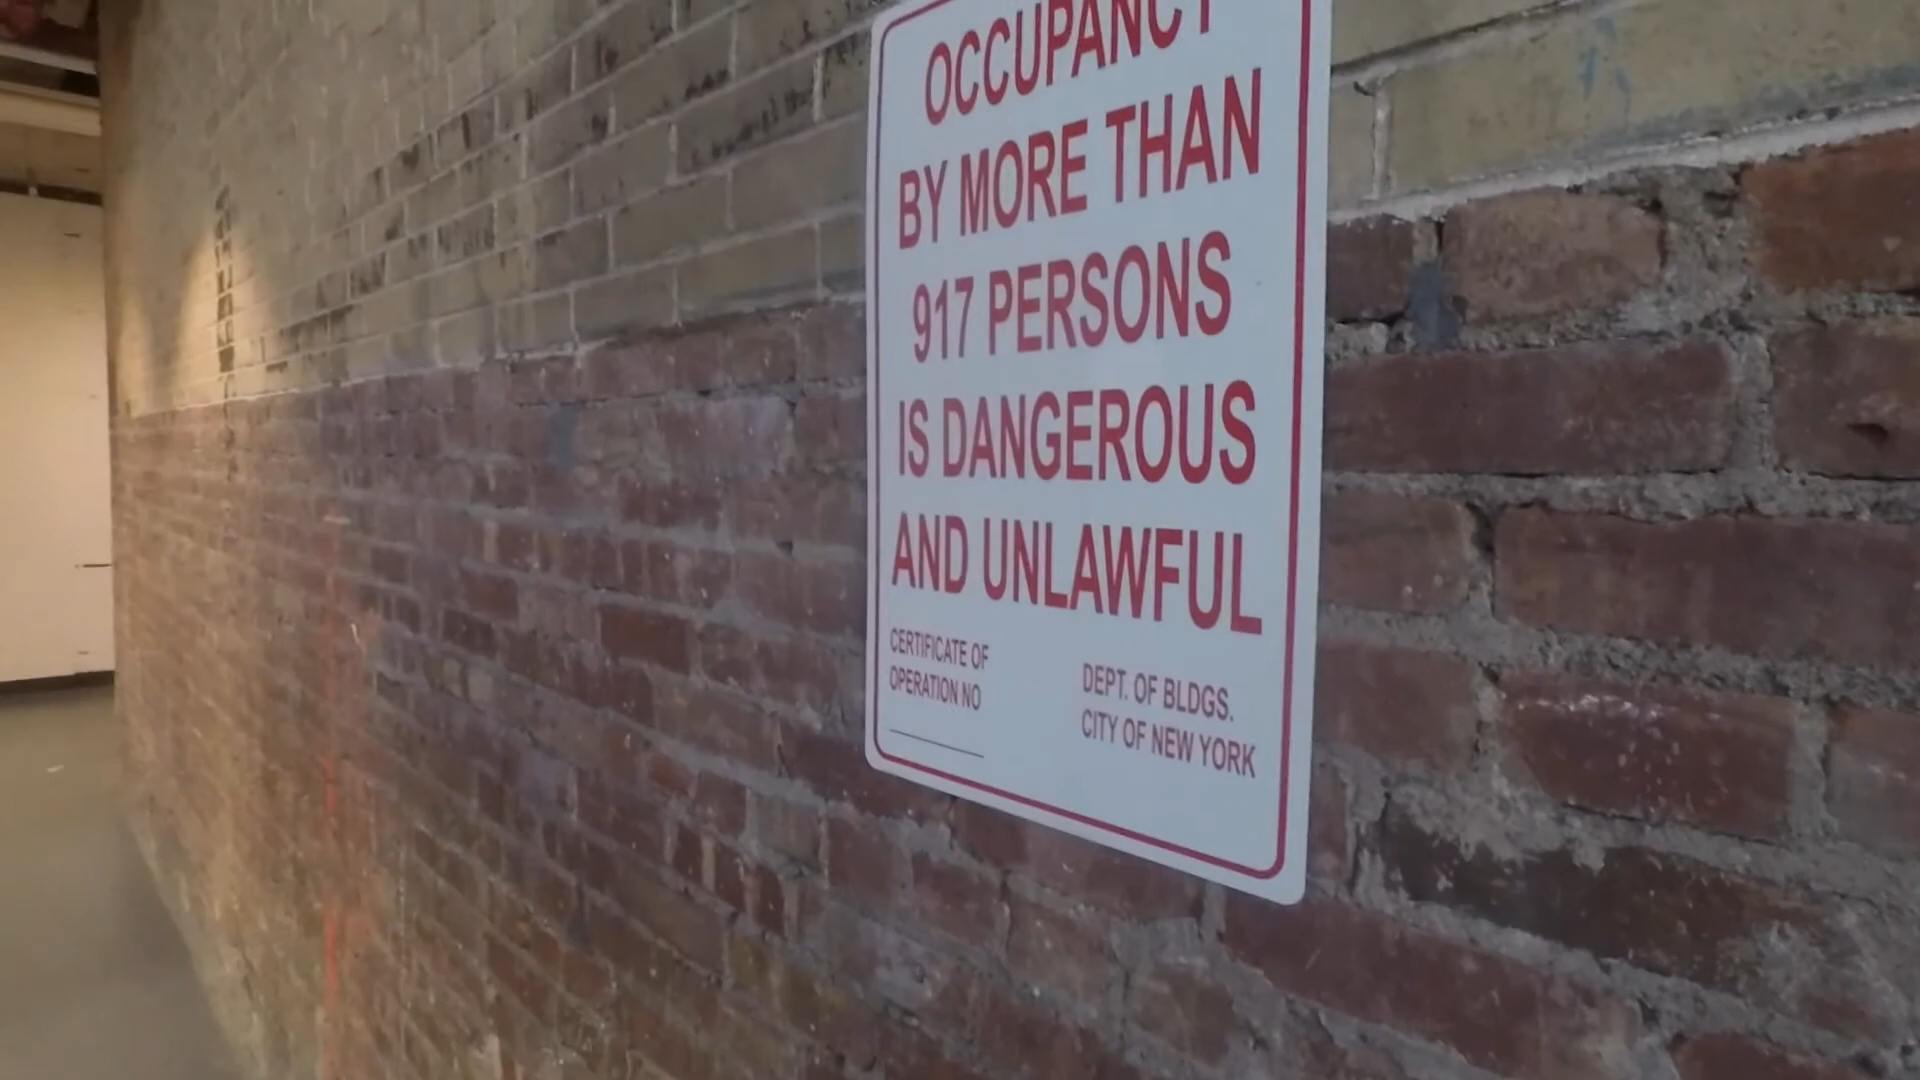 OCCUPANCY
BY MORE THAN
917 PERSONS
IS DANGEROUS
AND UNLAWFUL
CERTIFICATE OF
OPERATION NO
DEPT. OF BLDGS.
CITY OF NEW YORK